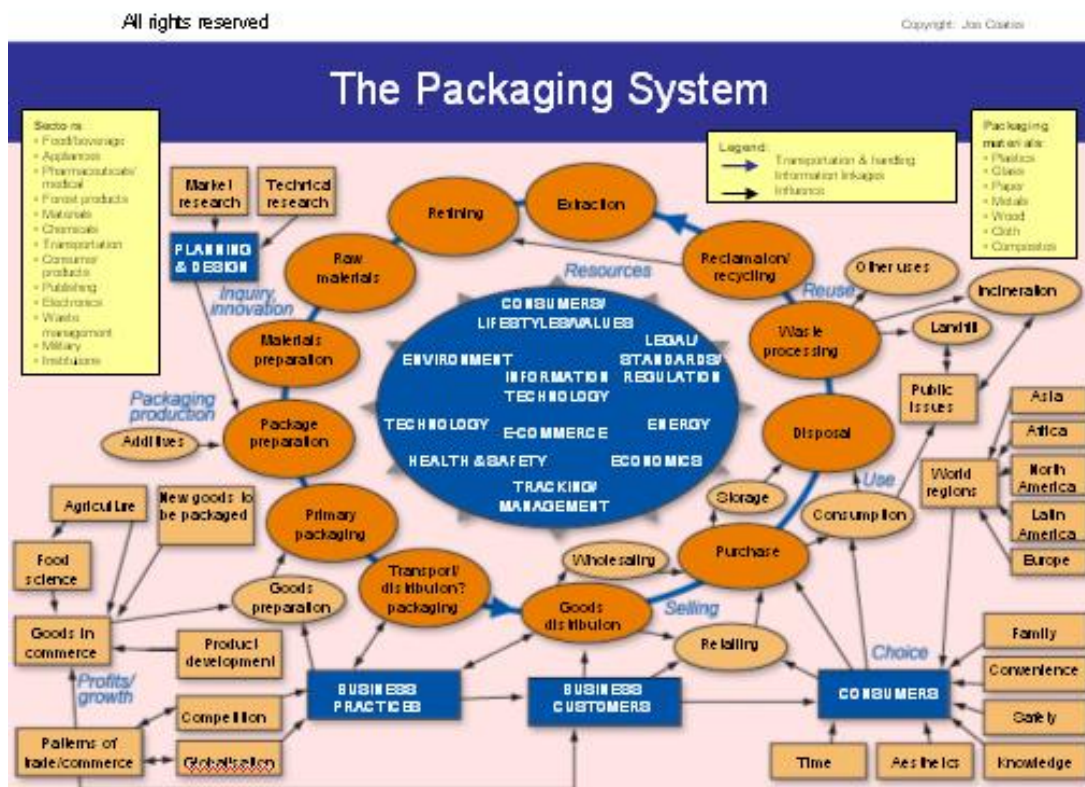 All rights reserved
Copyright: Joe Coates
The Packaging System
Sectors
• Food/beverage
• Appliances
• Pharmaceuticals/
medical
• Forest products
• Materials
• Chemicals
• Transportation
• Consumer
products
• Publishing
• Electronics
• Waste
management
• Military
• Institutions
Legend:
Transportation & handling
Information linkages
Influence
Packaging
materials:
• Plastics
• Glass
• Paper
• Metals
• Wood
• Cloth
• Composites
Market
research
Technical
research
PLANNING
& DESIGN
Inquiry,
innovation
Refining
Extraction
Raw
materials
Resources
Reclamation/
recycling
Reuse
Other uses
Incineration
Landfill
Waste
processing
Public
issues
Materials
preparation
Packaging
production
Additives
Package
preparation
CONSUMERS/
LIFESTYLES/VALUES
ENVIRONMENT
LEGAL/
STANDARDS/
REGULATION
INFORMATION
TECHNOLOGY
TECHNOLOGY
E-COMMERCE
ENERGY
HEALTH & SAFETY
ECONOMICS
TRACKING/
MANAGEMENT
Disposal
Use
Storage
Consumption
World
regions
Asia
Africa
North
America
Latin
America
Europe
Agriculture
New goods to
be packaged
Food
science
Goods in
commerce
Primary
packaging
Goods
preparation
Transport/
distribution?
packaging
Wholesaling
Purchase
Goods
distribution
Selling
Retailing
Product
development
Profits/
growth
Competition
Globalisation
Patterns of
trade/commerce
BUSINESS
PRACTICES
BUSINESS
CUSTOMERS
Choice
CONSUMERS
Family
Convenience
Safety
Knowledge
Time
Aesthetics